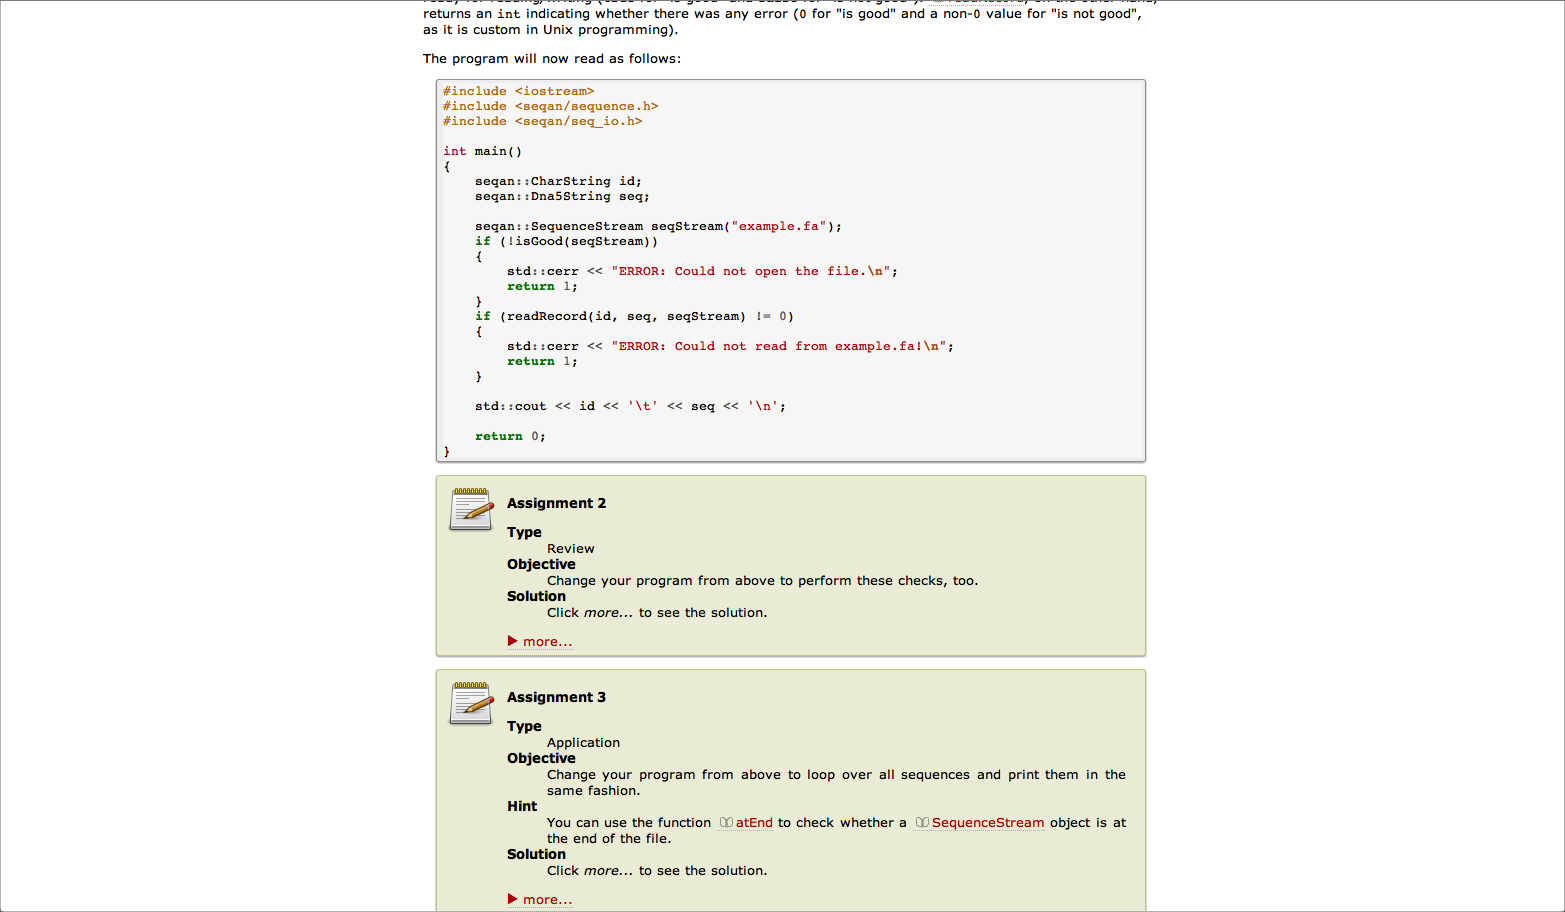 returns an int indicating whether there was any error (0 for "is good" and a non-0 value for "is not good",
as it is custom in Unix programming).
The program will now read as follows:
#include <iostream>
#include <seqan/sequence.h>
#include <seqan/seq_io.h>
int main()
{
    seqan::CharString id;
    seqan::Dna5String seq;
    seqan::SequenceStream seqStream("example.fa");
    if (!isGood(seqStream))
    {
        std::cerr << "ERROR: Could not open the file.\n";
        return 1;
    }
    if (readRecord(id, seq, seqStream) != 0)
    {
        std::cerr << "ERROR: Could not read from example.fa!\n";
        return 1;
    }
    std::cout << id << '\t' << seq << '\n';
    return 0;
}
Assignment 2
Type
Review
Objective
Change your program from above to perform these checks, too.
Solution
Click more... to see the solution.
more...
Assignment 3
Type
Application
Objective
Change your program from above to loop over all sequences and print them in the
same fashion.
Hint
You can use the function atEnd to check whether a SequenceStream object is at
the end of the file.
Solution
Click more... to see the solution.
more...